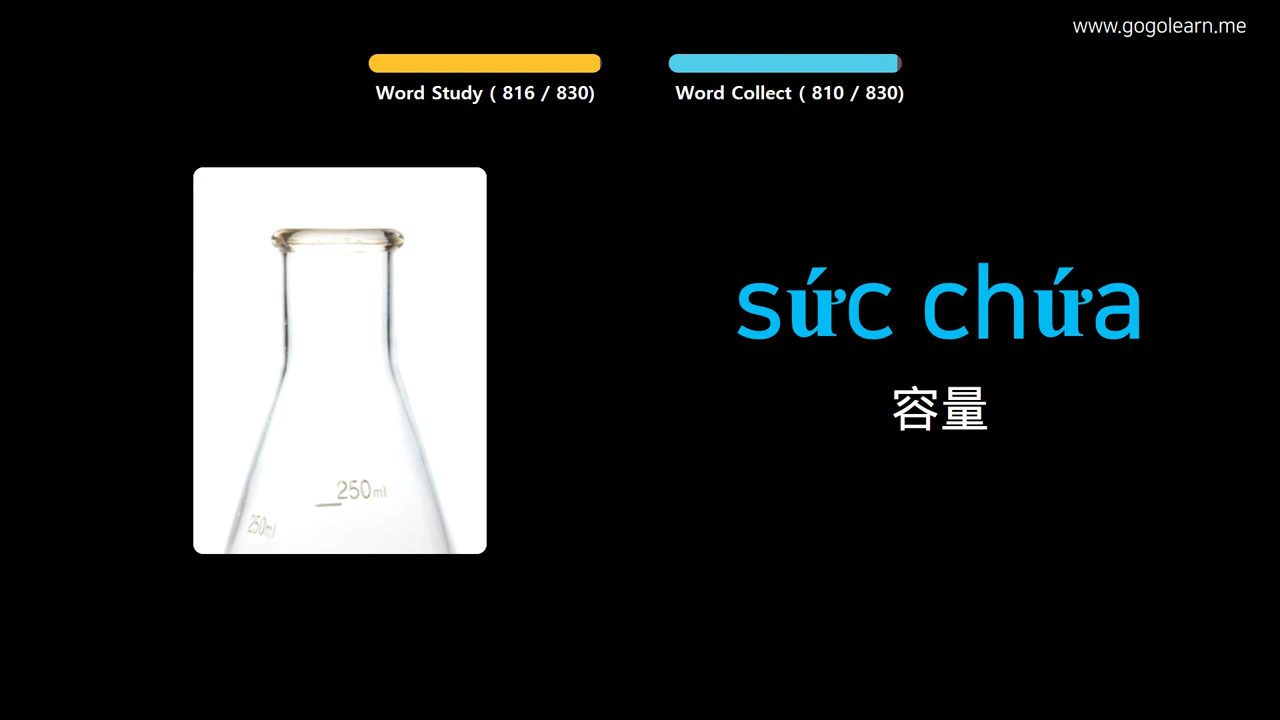 www.gogolearn.me
Word Study ( 816 / 830)
Word Collect ( 810 / 830)
sức chứa
容量
250ml
250ml